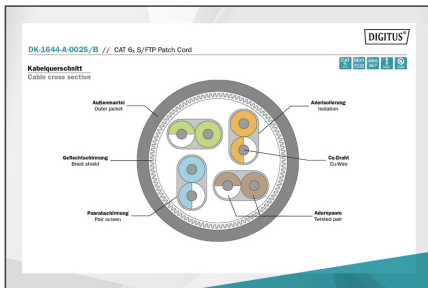 DIGITUS®
DK-1644-A-0025/B // CAT 6A S/FTP Patch Cord
Kabelquerschnitt
Cable cross section
Außenmantel
Outer jacket
Aderisolierung
Isolation
Geflechtschirmung
Braid shield
Cu-Draht
Cu-Wire
Paarabschirmung
Pair screen
Adernpaare
Twisted pair